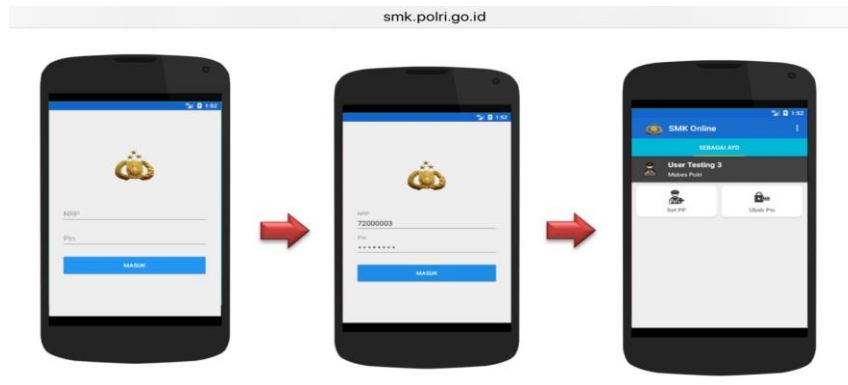 smk.polri.go.id
1:52
NRP
Pin
MASUK
1:52
NRP
72000003
Pin
********
MASUK
1:52
SMK Online
SEBAGAI AYD
User Testing 3
Mabes Polri
Set PP
Ubah Pin